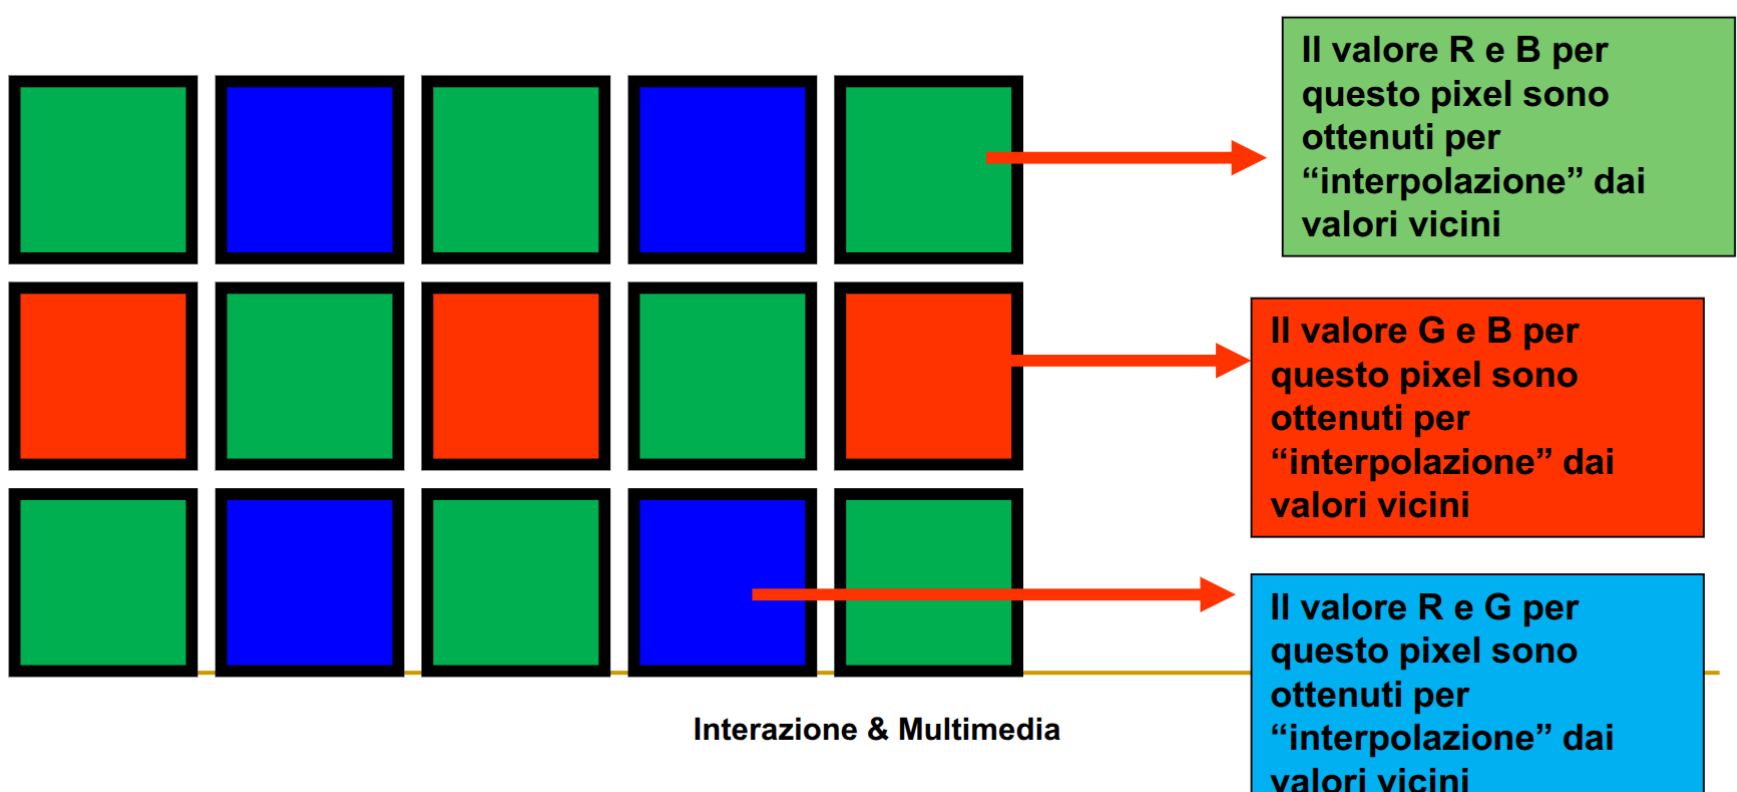 Il valore R e B per
questo pixel sono
ottenuti per
“interpolazione” dai
valori vicini
Il valore G e B per
questo pixel sono
ottenuti per
“interpolazione” dai
valori vicini
Il valore R e G per
questo pixel sono
ottenuti per
“interpolazione” dai
valori vicini
Interazione & Multimedia